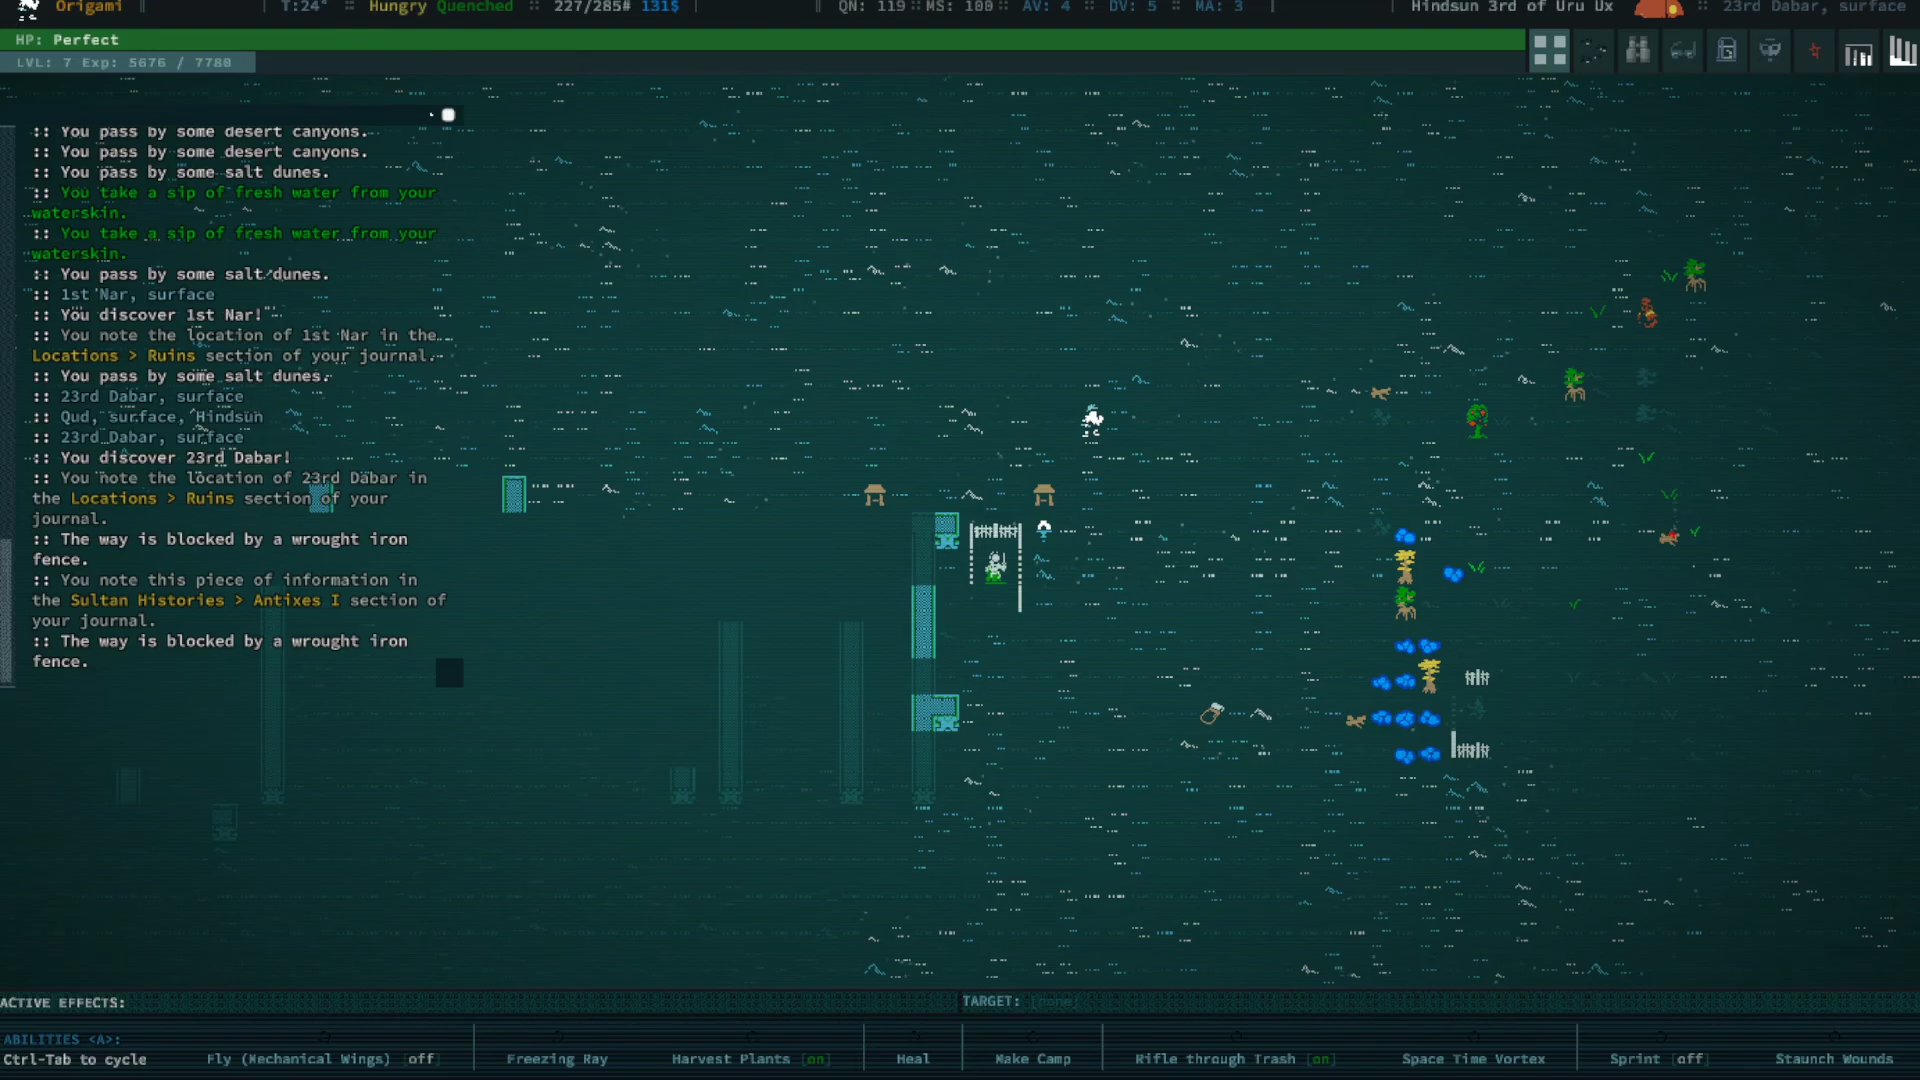 Origami T:24° :: Hungry Quenched :: 227/285# 131$ QN: 119 :: MS: 100 :: AV: 4 :: DV: 5 :: MA: 3 Hindsun 3rd of Uru Ux :: 23rd Dabar, surface
HP: Perfect
LVL: 7 Exp: 5676 / 7780
:: You pass by some desert canyons.
:: You pass by some desert canyons.
:: You pass by some salt dunes.
:: You take a sip of fresh water from your
waterskin.
:: You take a sip of fresh water from your
waterskin.
:: You pass by some salt dunes.
:: 1st Nar, surface
:: You discover 1st Nar!
:: You note the location of 1st Nar in the
Locations > Ruins section of your journal.
:: You pass by some salt dunes.
:: 23rd Dabar, surface
:: Qud, surface, Hindsun
:: 23rd Dabar, surface
:: You discover 23rd Dabar!
:: You note the location of 23rd Dabar in
the Locations > Ruins section of your
journal.
:: The way is blocked by a wrought iron
fence.
:: You note this piece of information in
the Sultan Histories > Antixes I section of
your journal.
:: The way is blocked by a wrought iron
fence.
ACTIVE EFFECTS: TARGET: [none]
ABILITIES <A>:
Ctrl-Tab to cycle Fly (Mechanical Wings) [off] Freezing Ray Harvest Plants [on] Heal Make Camp Rifle through Trash [on] Space Time Vortex Sprint [off] Staunch Wounds